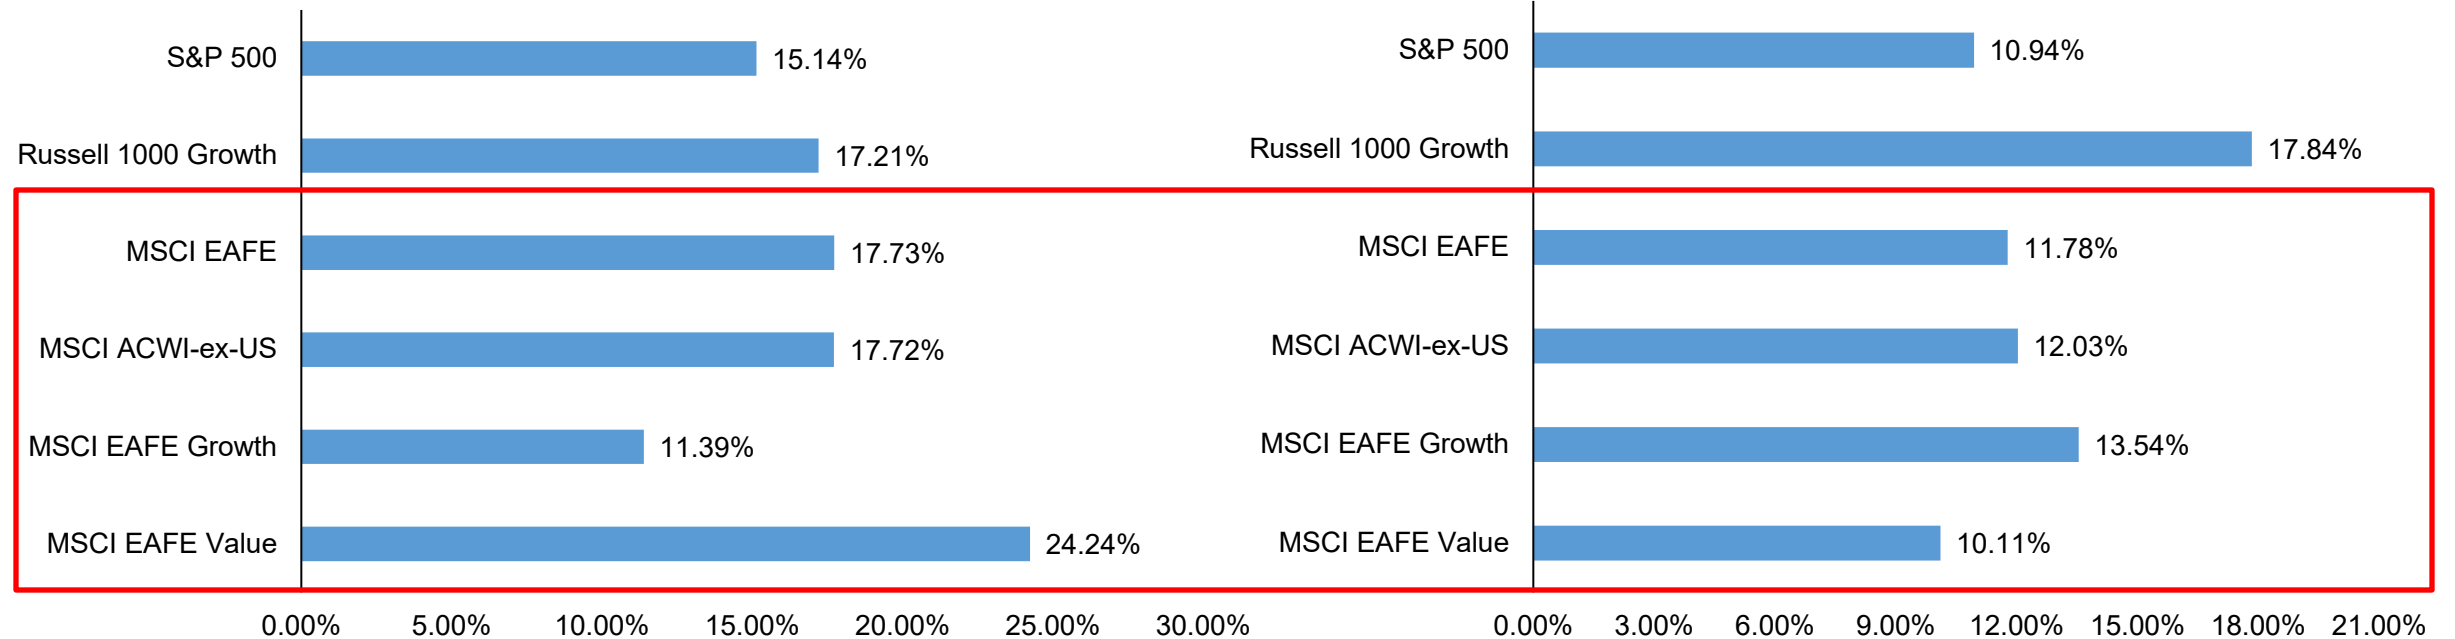 S&P 500 15.14%
Russell 1000 Growth 17.21%
MSCI EAFE 17.73%
MSCI ACWI-ex-US 17.72%
MSCI EAFE Growth 11.39%
MSCI EAFE Value 24.24%
0.00% 5.00% 10.00% 15.00% 20.00% 25.00% 30.00%
S&P 500 10.94%
Russell 1000 Growth 17.84%
MSCI EAFE 11.78%
MSCI ACWI-ex-US 12.03%
MSCI EAFE Growth 13.54%
MSCI EAFE Value 10.11%
0.00% 3.00% 6.00% 9.00% 12.00% 15.00% 18.00% 21.00%